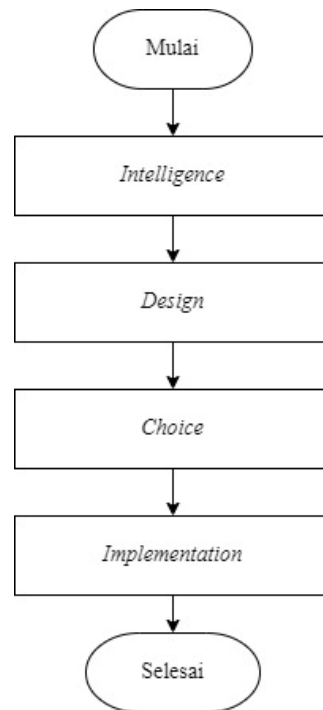 Mulai
Intelligence
Design
Choice
Implementation
Selesai